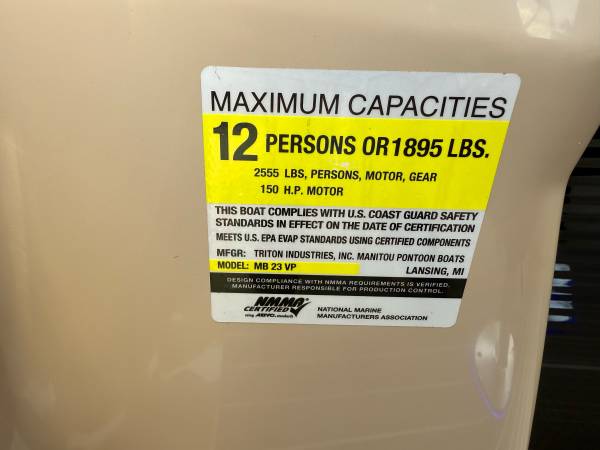 MAXIMUM CAPACITIES
12 PERSONS OR 1895 LBS.
2555 LBS, PERSONS, MOTOR, GEAR
150 H.P. MOTOR
THIS BOAT COMPLIES WITH U.S. COAST GUARD SAFETY
STANDARDS IN EFFECT ON THE DATE OF CERTIFICATION
MEETS U.S. EPA EVAP STANDARDS USING CERTIFIED COMPONENTS
MFGR: TRITON INDUSTRIES, INC. MANITOU PONTOON BOATS
MODEL: MB 23 VP LANSING, MI
DESIGN COMPLIANCE WITH NMMA REQUIREMENTS IS VERIFIED.
MANUFACTURER RESPONSIBLE FOR PRODUCTION CONTROL.
NMMA
CERTIFIED
using ABYC standards
NATIONAL MARINE
MANUFACTURERS ASSOCIATION